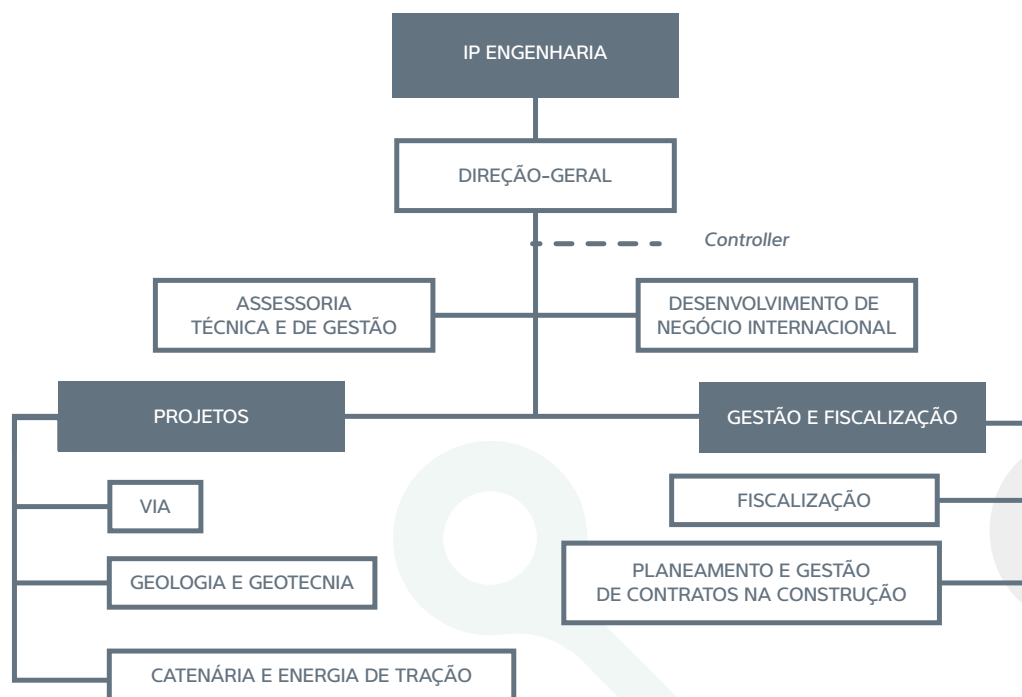 IP ENGENHARIA
DIREÇÃO-GERAL
Controller
ASSESSORIA
TÉCNICA E DE GESTÃO
DESENVOLVIMENTO DE
NEGÓCIO INTERNACIONAL
PROJETOS
GESTÃO E FISCALIZAÇÃO
VIA
FISCALIZAÇÃO
GEOLOGIA E GEOTECNIA
PLANEAMENTO E GESTÃO
DE CONTRATOS NA CONSTRUÇÃO
CATENÁRIA E ENERGIA DE TRAÇÃO